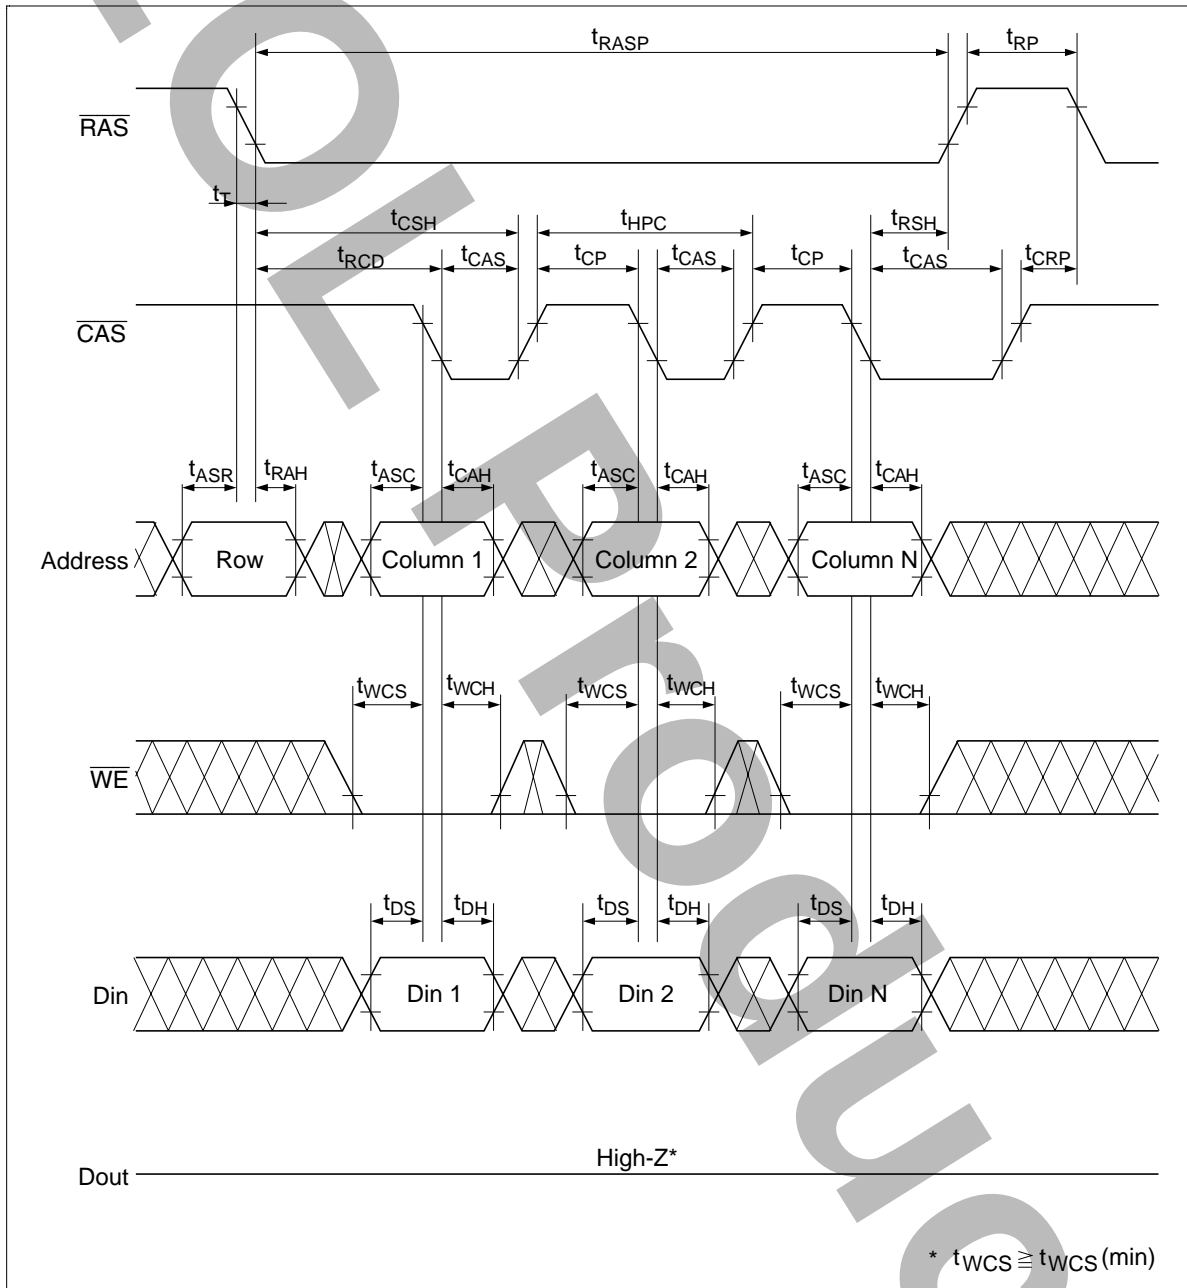 tRASP tRP
RAS
tT
tCSH tHPC tRSH
tRCD tCAS tCP tCAS tCP tCAS tCRP
CAS
tASR tRAH tASC tCAH tASC tCAH tASC tCAH
Address Row Column 1 Column 2 Column N
tWCS tWCH tWCS tWCH tWCS tWCH
WE
tDS tDH tDS tDH tDS tDH
Din Din 1 Din 2 Din N
High-Z*
Dout
* tWCS ≧ tWCS (min)